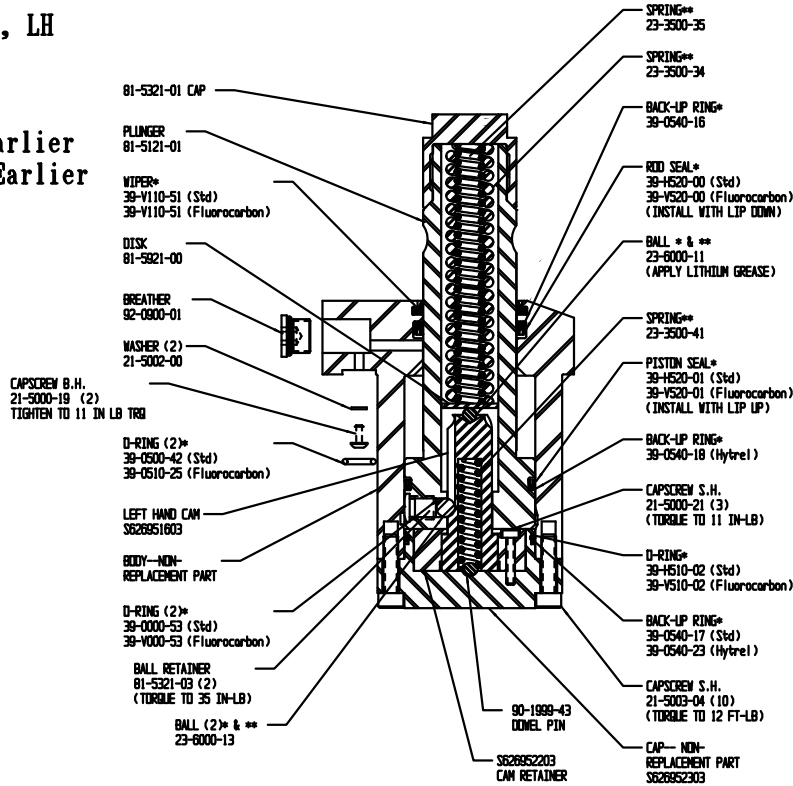 , LH
arlier
Earlier
81-5321-01 CAP
PLUNGER
81-5121-01
WIPER*
39-V110-51 (Std)
39-V110-51 (Fluorocarbon)
DISK
81-5921-00
BREATHER
92-0900-01
WASHER (2)
21-5002-00
CAPSCREW B.H.
21-5000-19 (2)
TIGHTEN TO 11 IN LB TRQ
O-RING (2)*
39-0500-42 (Std)
39-0510-25 (Fluorocarbon)
LEFT HAND CAM
S626951603
BODY--NON-
REPLACEMENT PART
O-RING (2)*
39-0000-53 (Std)
39-V000-53 (Fluorocarbon)
BALL RETAINER
81-5321-03 (2)
(TORQUE TO 35 IN-LB)
BALL (2)* & **
23-6000-13
SPRING**
23-3500-35
SPRING**
23-3500-34
BACK-UP RING*
39-0540-16
ROD SEAL*
39-H520-00 (Std)
39-V520-00 (Fluorocarbon)
(INSTALL WITH LIP DOWN)
BALL * & **
23-6000-11
(APPLY LITHIUM GREASE)
SPRING**
23-3500-41
PISTON SEAL*
39-H520-01 (Std)
39-V520-01 (Fluorocarbon)
(INSTALL WITH LIP UP)
BACK-UP RING*
39-0540-18 (Hytrel)
CAPSCREW S.H.
21-5000-21 (3)
(TORQUE TO 11 IN-LB)
O-RING*
39-H510-02 (Std)
39-V510-02 (Fluorocarbon)
BACK-UP RING*
39-0540-17 (Std)
39-0540-23 (Hytrel)
CAPSCREW S.H.
21-5003-04 (10)
(TORQUE TO 12 FT-LB)
CAP-- NON-
REPLACEMENT PART
S626952303
90-1999-43
DOWEL PIN
S626952203
CAM RETAINER